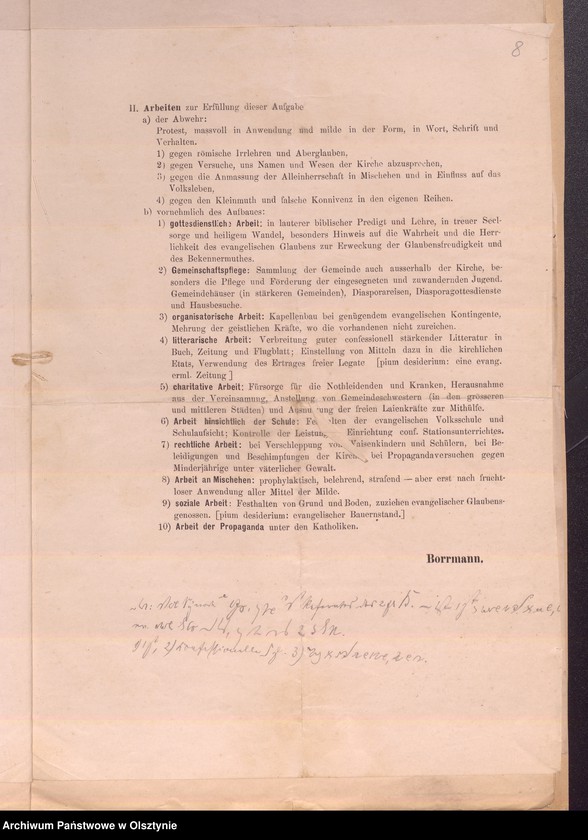 8
II. Arbeiten zur Erfüllung dieser Aufgabe
a) der Abwehr:
Protest, massvoll in Anwendung und milde in der Form, in Wort, Schrift und
Verhalten.
1) gegen römische Irrlehren und Aberglauben,
2) gegen Versuche, uns Namen und Wesen der Kirche abzusprechen,
3) gegen die Anmassung der Alleinherrschaft in Mischehen und in Einfluss auf das
Volksleben,
4) gegen den Kleinmuth und falsche Konnivenz in den eigenen Reihen.
b) vornehmlich des Aufbaues:
1) gottesdienstliche Arbeit: in lauterer biblischer Predigt und Lehre, in treuer Seel-
sorge und heiligem Wandel, besonders Hinweis auf die Wahrheit und die Herr-
lichkeit des evangelischen Glaubens zur Erweckung der Glaubensfreudigkeit und
des Bekennermuthes.
2) Gemeinschaftspflege: Sammlung der Gemeinde auch ausserhalb der Kirche, be-
sonders die Pflege und Förderung der eingesegneten und zuwandernden Jugend.
Gemeindehäuser (in stärkeren Gemeinden), Diasporareisen, Diasporagottesdienste
und Hausbesuche.
3) organisatorische Arbeit: Kapellenbau bei genügendem evangelischen Kontingente,
Mehrung der geistlichen Kräfte, wo die vorhandenen nicht zureichen.
4) litterarische Arbeit: Verbreitung guter confessionell stärkender Litteratur in
Buch, Zeitung und Flugblatt; Einstellung von Mitteln dazu in die kirchlichen
Etats, Verwendung des Ertrages freier Legate [pium desiderium: eine evang.
erml. Zeitung]
5) charitative Arbeit: Fürsorge für die Nothleidenden und Kranken, Herausnahme
aus der Vereinsamung, Anstellung von Gemeindeschwestern (in den grösseren
und mittleren Städten) und der freien Laienkräfte zur Mithülfe.
6) Arbeit hinsichtlich der Schule: der evangelischen Volksschule und
Schulaufsicht; Kontrolle der Einrichtung conf. Stationsunterrichtes.
7) rechtliche Arbeit: bei Verschleppung von Waisenkindern und Schülern, bei Be-
leidigungen und Beschimpfungen der bei Propagandaversuchen gegen
Minderjährige unter väterlicher Gewalt.
8) Arbeit an Mischehen: prophylaktisch, belehrend, strafend — aber erst nach frucht-
loser Anwendung aller Mittel der Milde.
9) soziale Arbeit: Festhalten von Grund und Boden, zuziehen evangelischer Glaubens-
genossen. [pium desiderium: evangelischer Bauernstand.]
10) Arbeit der Propaganda unter den Katholiken.
Borrmann.
Archiwum Państwowe w Olsztynie